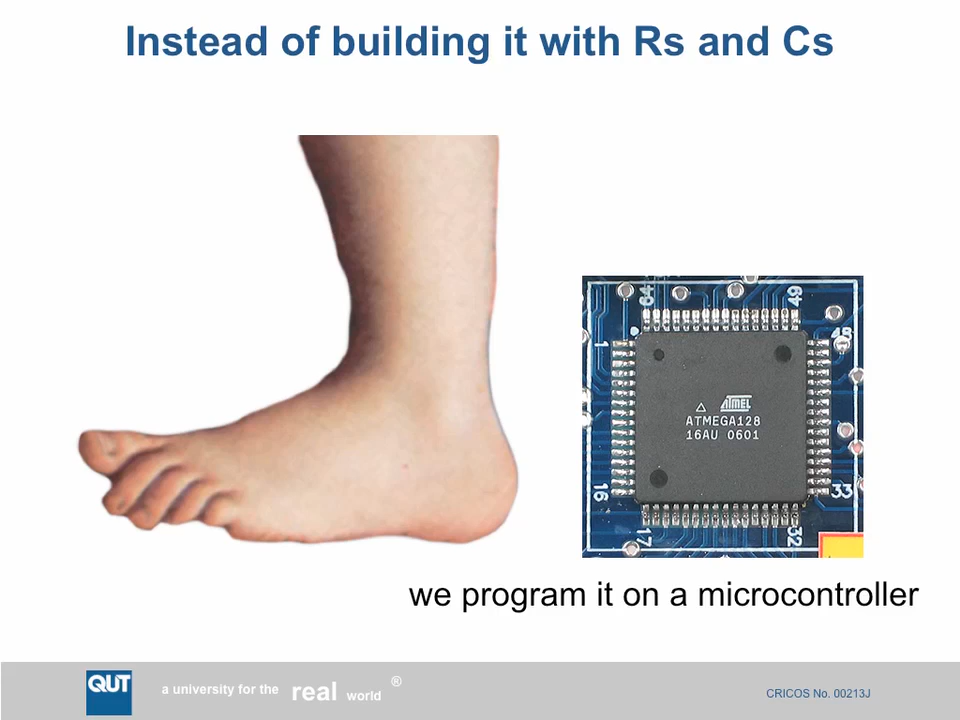 Instead of building it with Rs and Cs
64
49
1
48
ATMEL
ATMEGA128
16AU 0601
16
33
17
32
we program it on a microcontroller
QUT
a university for the real world ®
CRICOS No. 00213J